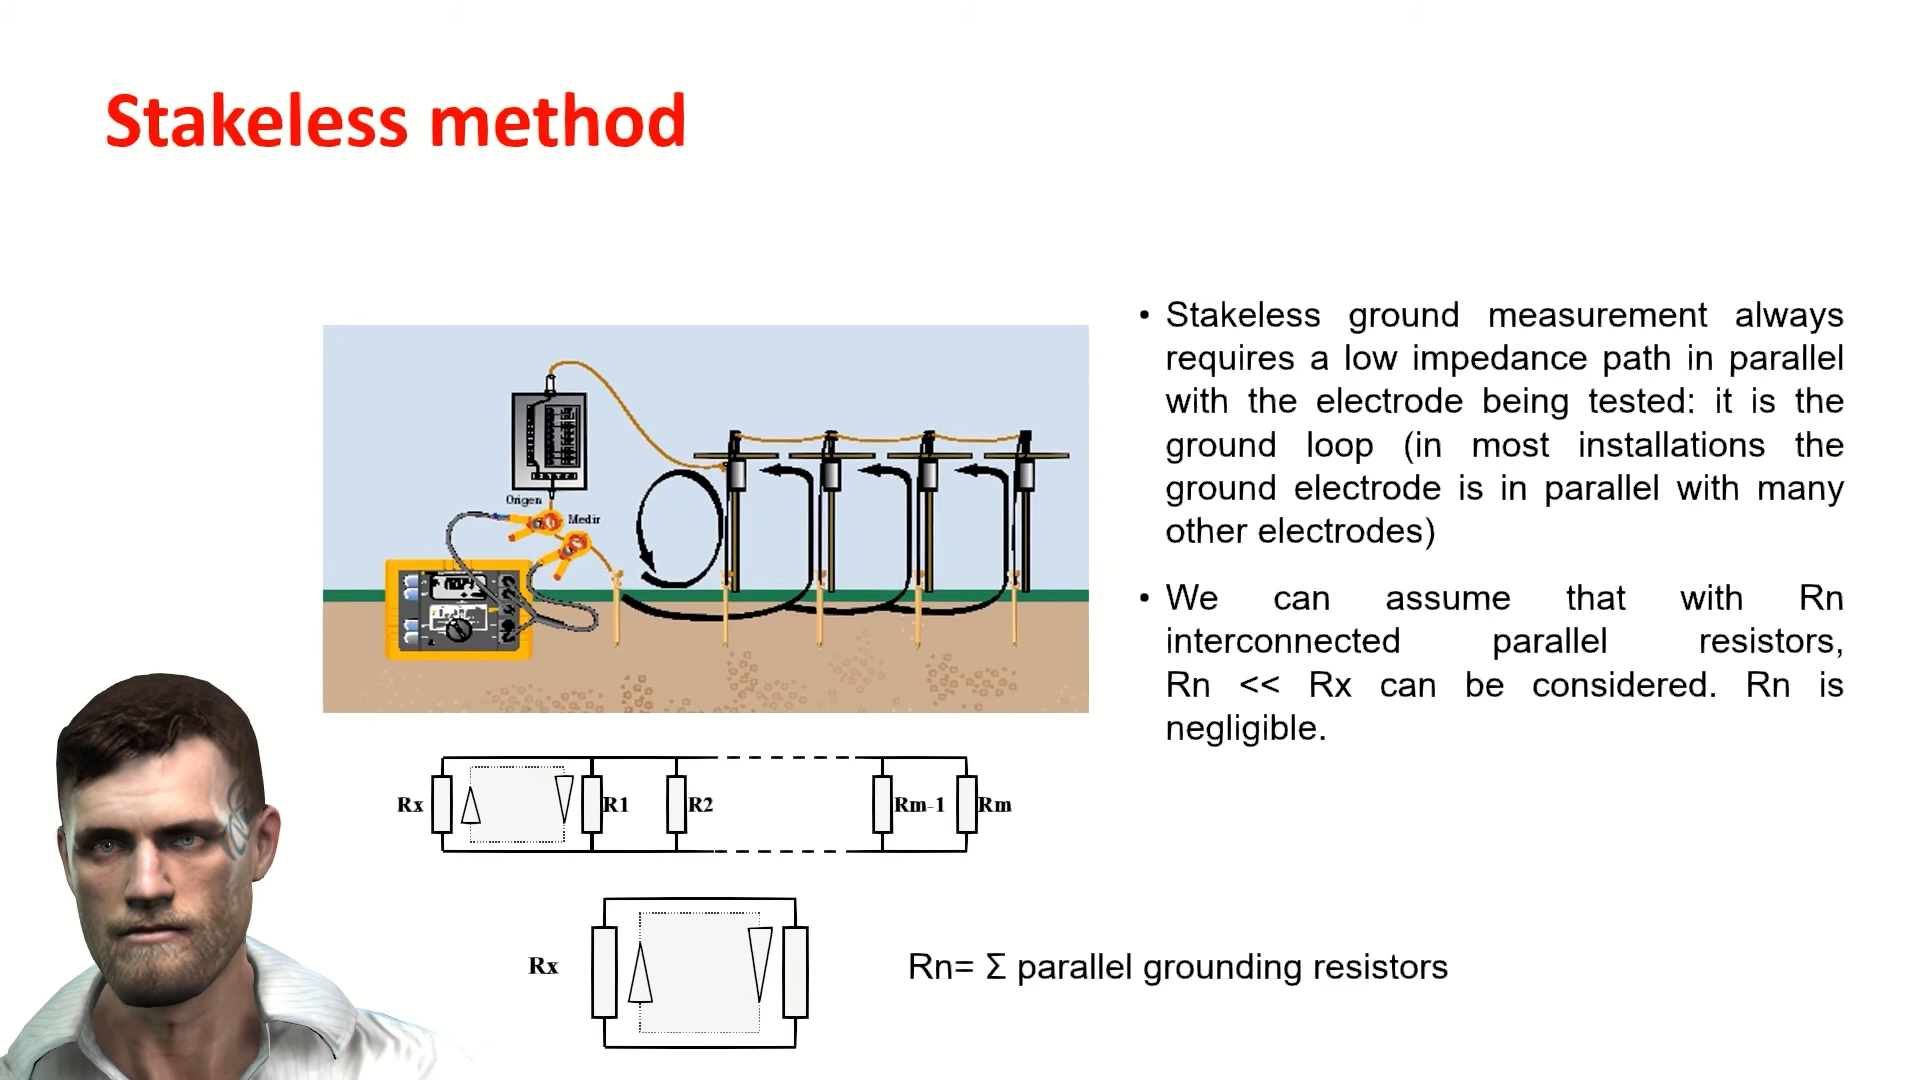 Stakeless method
• Stakeless ground measurement always
requires a low impedance path in parallel
with the electrode being tested: it is the
ground loop (in most installations the
ground electrode is in parallel with many
other electrodes)
• We can assume that with Rn
interconnected parallel resistors,
Rn << Rx can be considered. Rn is
negligible.
Origen
Medir
Rx R1 R2 Rm-1 Rm
Rx
Rn= Σ parallel grounding resistors